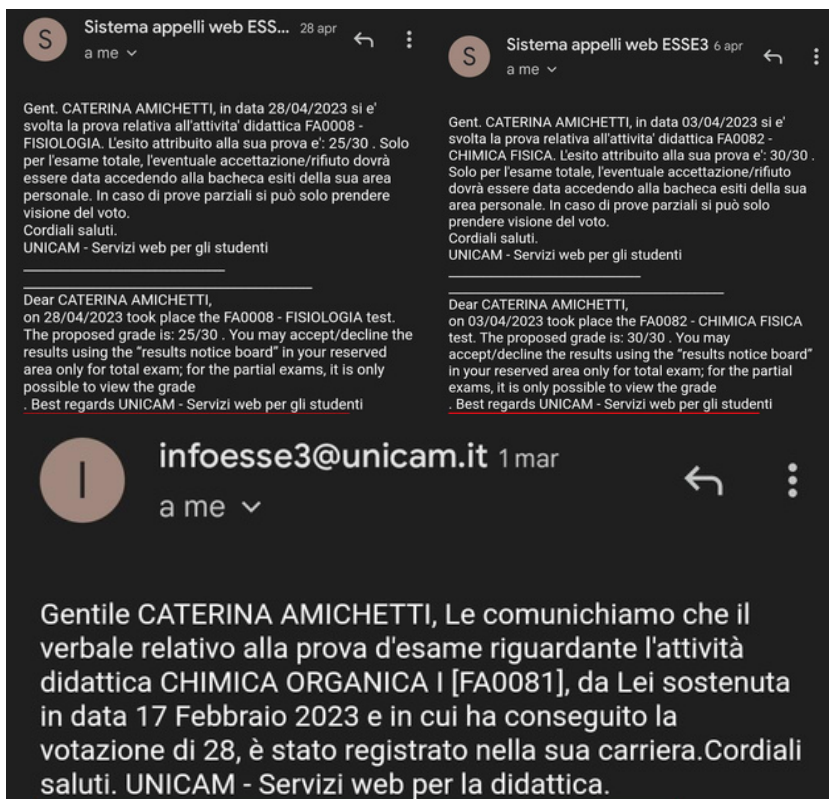 Sistema appelli web ESS... 28 apr
S
a me
Gent. CATERINA AMICHETTI, in data 28/04/2023 si e'
svolta la prova relativa all'attivita' didattica FA0008 -
FISIOLOGIA. L'esito attribuito alla sua prova e': 25/30 . Solo
per l'esame totale, l'eventuale accettazione/rifiuto dovrà
essere data accedendo alla bacheca esiti della sua area
personale. In caso di prove parziali si può solo prendere
visione del voto.
Cordiali saluti.
UNICAM - Servizi web per gli studenti
Dear CATERINA AMICHETTI,
on 28/04/2023 took place the FA0008 - FISIOLOGIA test.
The proposed grade is: 25/30 . You may accept/decline the
results using the “results notice board” in your reserved
area only for total exam; for the partial exams, it is only
possible to view the grade
. Best regards UNICAM - Servizi web per gli studenti
Sistema appelli web ESSE3 6 apr
S
a me
Gent. CATERINA AMICHETTI, in data 03/04/2023 si e'
svolta la prova relativa all'attivita' didattica FA0082 -
CHIMICA FISICA. L'esito attribuito alla sua prova e': 30/30 .
Solo per l'esame totale, l'eventuale accettazione/rifiuto
dovrà essere data accedendo alla bacheca esiti della sua
area personale. In caso di prove parziali si può solo
prendere visione del voto.
Cordiali saluti.
UNICAM - Servizi web per gli studenti
Dear CATERINA AMICHETTI,
on 03/04/2023 took place the FA0082 - CHIMICA FISICA
test. The proposed grade is: 30/30 . You may
accept/decline the results using the “results notice board”
in your reserved area only for total exam; for the partial
exams, it is only possible to view the grade
. Best regards UNICAM - Servizi web per gli studenti
infoesse3@unicam.it 1 mar
I
a me
Gentile CATERINA AMICHETTI, Le comunichiamo che il
verbale relativo alla prova d'esame riguardante l'attività
didattica CHIMICA ORGANICA I [FA0081], da Lei sostenuta
in data 17 Febbraio 2023 e in cui ha conseguito la
votazione di 28, è stato registrato nella sua carriera.Cordiali
saluti. UNICAM - Servizi web per la didattica.